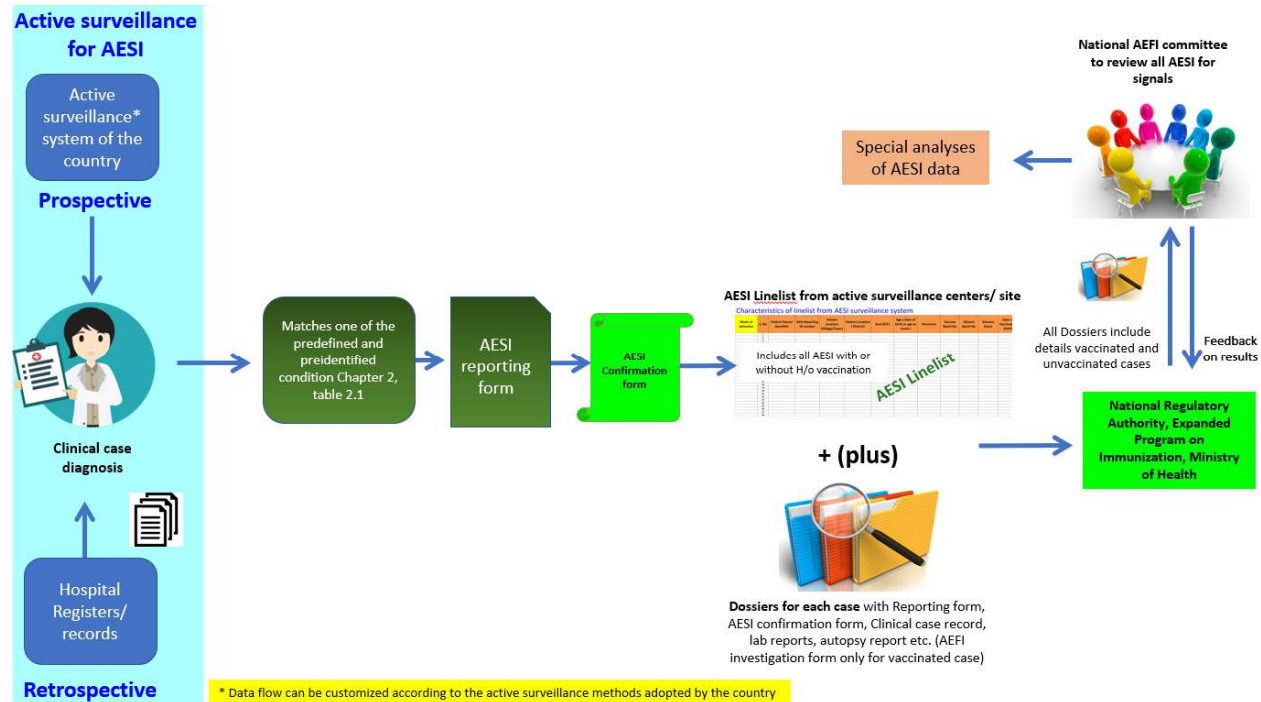 Active surveillance
for AESI
Active
surveillance*
system of the
country
Prospective
Clinical case
diagnosis
Hospital
Registers/
records
Retrospective
Matches one of the
predefined and
preidentified
condition Chapter 2,
table 2.1
AESI
reporting
form
AESI
Confirmation
form
AESI Linelist from active surveillance centers/ site
Characteristics of linelist from AESI surveillance system
Includes all AESI with or
without H/o vaccination
AESI Linelist
+ (plus)
Dossiers for each case with Reporting form,
AESI confirmation form, Clinical case record,
lab reports, autopsy report etc. (AEFI
investigation form only for vaccinated case)
National AEFI committee
to review all AESI for
signals
Special analyses
of AESI data
All Dossiers include
details vaccinated and
unvaccinated cases
Feedback
on results
National Regulatory
Authority, Expanded
Program on
Immunization, Ministry
of Health
* Data flow can be customized according to the active surveillance methods adopted by the country